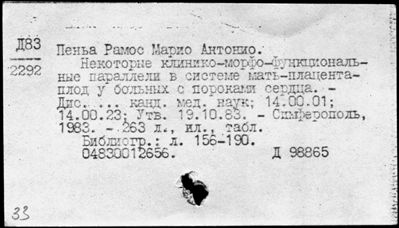 Д83
2292
Пенья Рамос Марио Антонио.
Некоторне клинико-морфо-функциональ-
ные параллели в системе мать-плацента-
плод у больных с пороками сердца. -
Дис. ... канд. мед. наук; 14.00.01;
14.00.23; Утв. 19.10.83. - Симферополь,
1983. - 263 л., ил., табл.
Библиогр.: л. 156-190.
04830012656. Д 98865
33